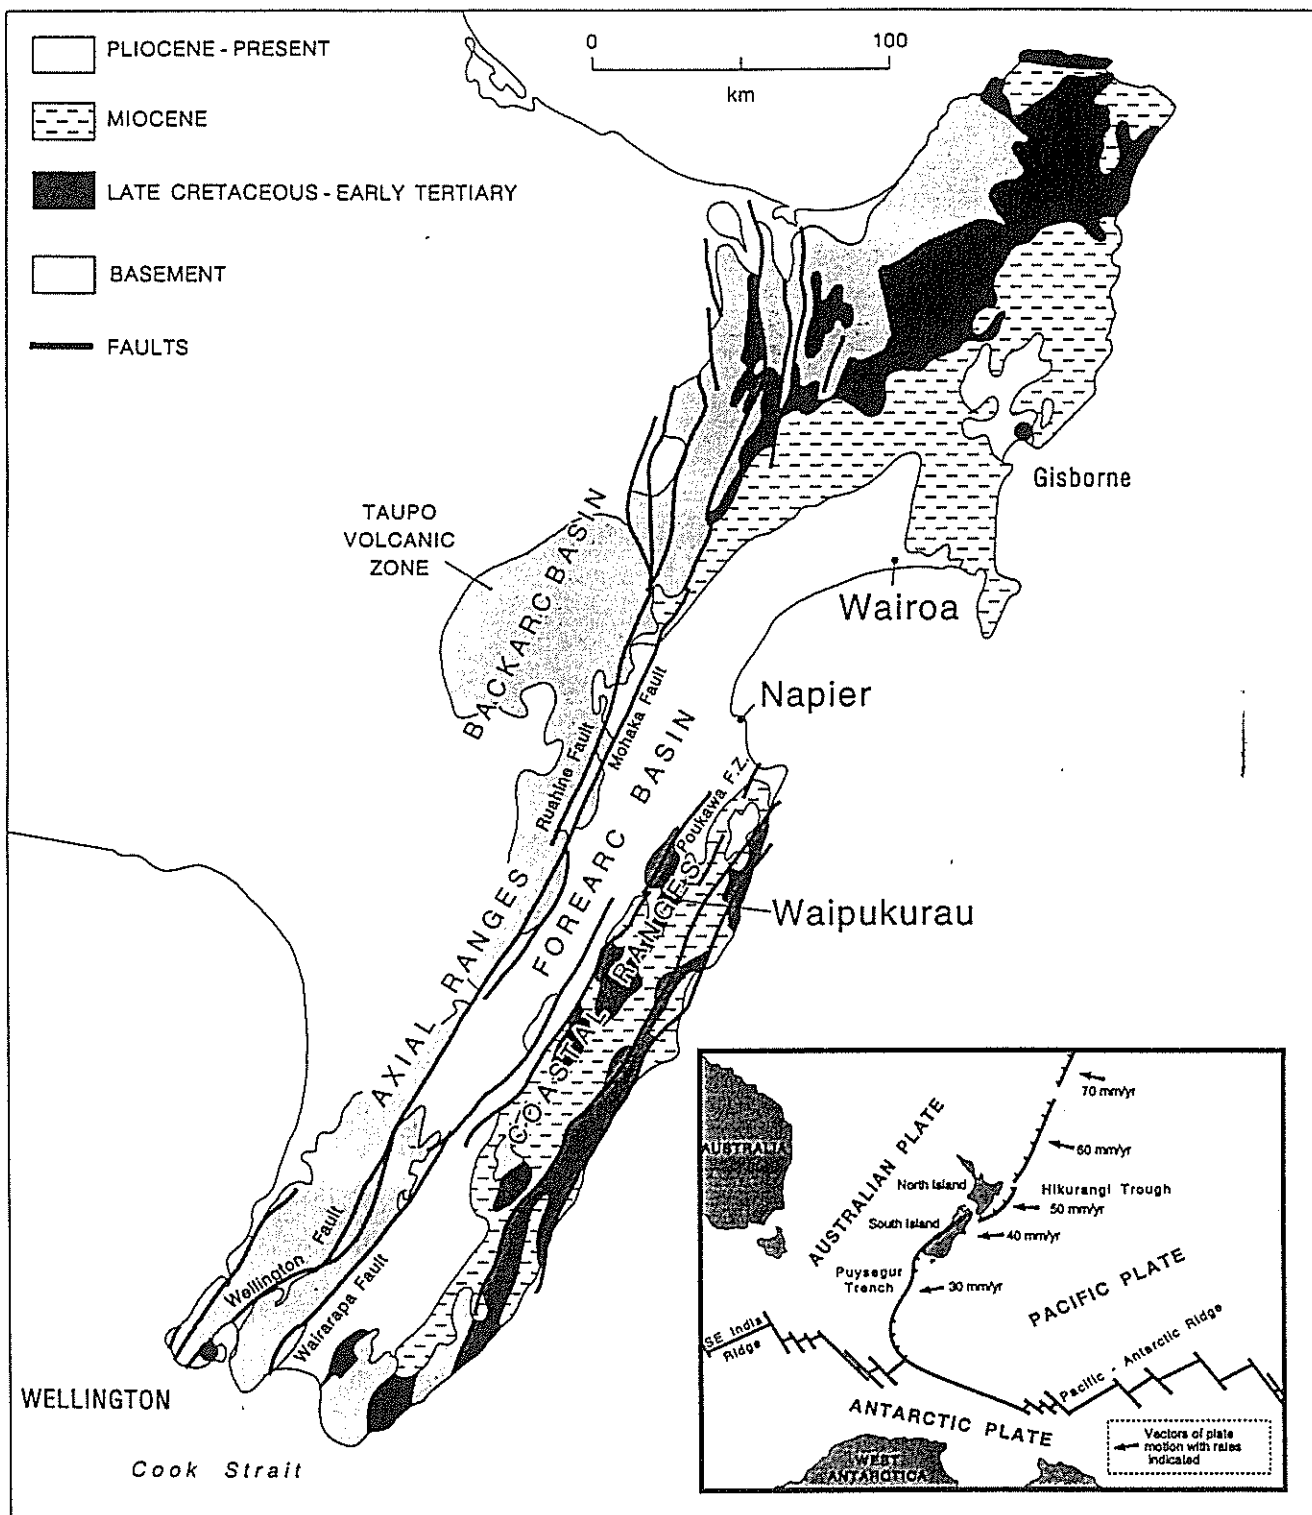 PLIOCENE - PRESENT
MIOCENE
LATE CRETACEOUS - EARLY TERTIARY
BASEMENT
FAULTS
0 100
km
Gisborne
TAUPO
VOLCANIC
ZONE
BACKARC BASIN
Wairoa
Napier
Mohaka Fault
Ruahine Fault
FOREARC BASIN
Poukawa F.Z.
AXIAL RANGES
COASTAL RANGES
Waipukurau
Wellington Fault
Wairarapa Fault
WELLINGTON
Cook Strait
70 mm/yr
AUSTRALIA
AUSTRALIAN PLATE
60 mm/yr
North Island
Hikurangi Trough
50 mm/yr
South Island
40 mm/yr
Puysegur
Trench
30 mm/yr
PACIFIC PLATE
SE India
Ridge
Pacific - Antarctic Ridge
ANTARCTIC PLATE
WEST
ANTARCTICA
Vectors of plate
motion with rates
indicated